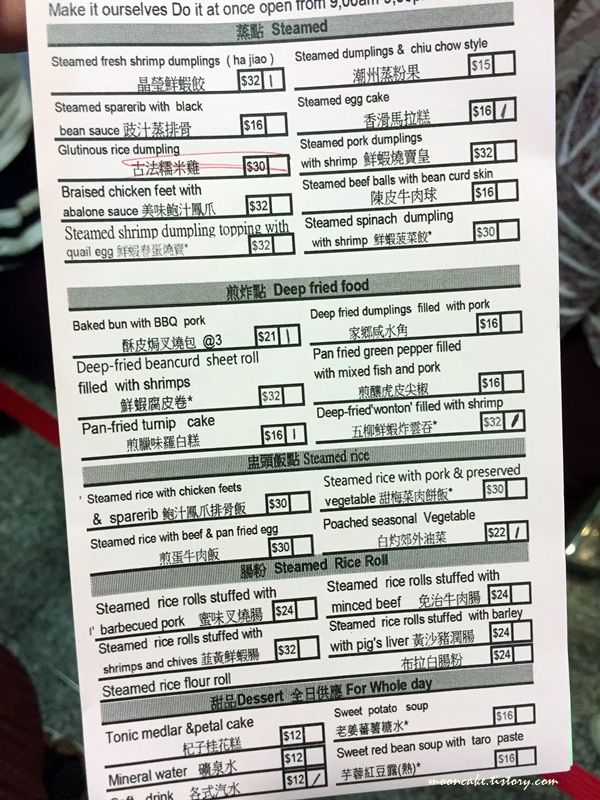 Make it ourselves Do it at once open from 9,00am
蒸點 Steamed
Steamed fresh shrimp dumplings ( ha jiao )
晶瑩鮮蝦餃 $32 1
Steamed sparerib with black
bean sauce 豉汁蒸排骨 $16
Glutinous rice dumpling
古法糯米雞 $30
Braised chicken feet with
abalone sauce 美味鮑汁鳳爪 $32
Steamed shrimp dumpling topping with
quail egg 鮮蝦春蛋燒賣* $32
Steamed dumplings & chiu chow style
潮州蒸粉果 $15
Steamed egg cake
香滑馬拉糕 $16 /
Steamed pork dumplings
with shrimp 鮮蝦燒賣皇 $32
Steamed beef balls with bean curd skin
陳皮牛肉球 $16
Steamed spinach dumpling
with shrimp 鮮蝦菠菜餃* $30
煎炸點 Deep fried food
Baked bun with BBQ pork
酥皮焗叉燒包 @3 $21 \
Deep-fried beancurd sheet roll
filled with shrimps
鮮蝦腐皮卷* $32
Pan-fried turnip cake
煎臘味蘿白糕 $16 1
Deep fried dumplings filled with pork
家鄉咸水角 $16
Pan fried green pepper filled
with mixed fish and pork
煎釀虎皮尖椒 $16
Deep-fried'wonton' filled with shrimp
五柳鮮蝦炸雲吞* $32 /
盅頭飯點 Steamed rice
Steamed rice with chicken feets
& sparerib 鮑汁鳳爪排骨飯 $30
Steamed rice with beef & pan fried egg
煎蛋牛肉飯 $30
Steamed rice with pork & preserved
vegetable 甜梅菜肉餅飯* $30
Poached seasonal Vegetable
白灼郊外油菜 $22 /
腸粉 Steamed Rice Roll
Steamed rice rolls stuffed with
barbecued pork 蜜味叉燒腸 $24
Steamed rice rolls stuffed with
shrimps and chives 韮黃鮮蝦腸 $32
Steamed rice flour roll
Steamed rice rolls stuffed with
minced beef 免治牛肉腸 $24
Steamed rice rolls stuffed with barley
with pig's liver 黃沙豬潤腸 $24
布拉白腸粉 $24
甜品Dessert 全日供應 For Whole day
Tonic medlar &petal cake
杞子桂花糕 $12
Mineral water 礦泉水 $12
Soft drink 各式汽水 $12 /
Sweet potato soup
老姜蕃薯糖水* $16
Sweet red bean soup with taro paste
芋蓉紅豆露(熱)* $16
mooncake.tistory.com